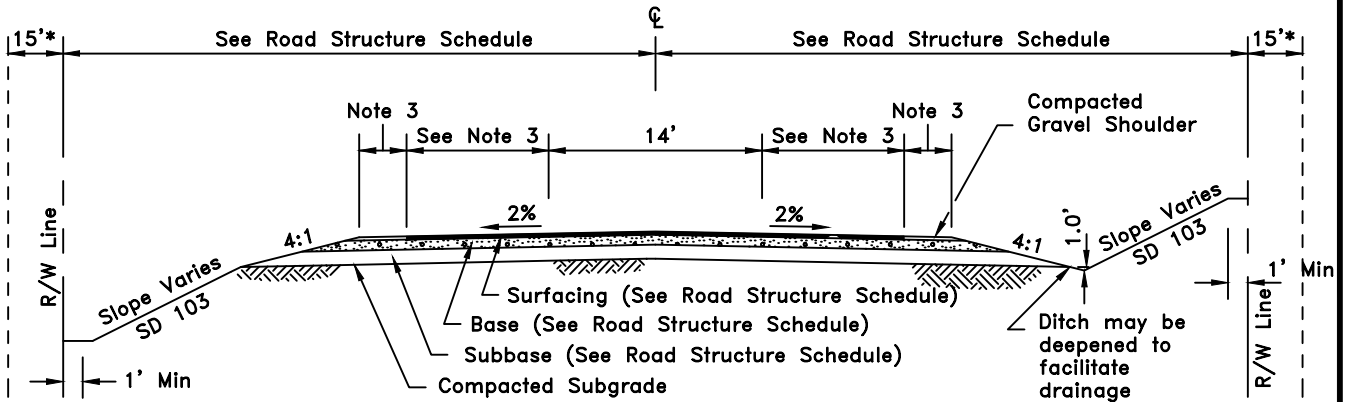 ℄
15'*
See Road Structure Schedule
See Road Structure Schedule
15'*
Note 3
Note 3
Compacted
Gravel Shoulder
See Note 3
14'
See Note 3
R/W Line
2%
2%
4:1
4:1
1.0'
Slope Varies
SD 103
Slope Varies
SD 103
1' Min
R/W Line
Surfacing (See Road Structure Schedule)
Base (See Road Structure Schedule)
Subbase (See Road Structure Schedule)
Compacted Subgrade
1' Min
Ditch may be
deepened to
facilitate
drainage